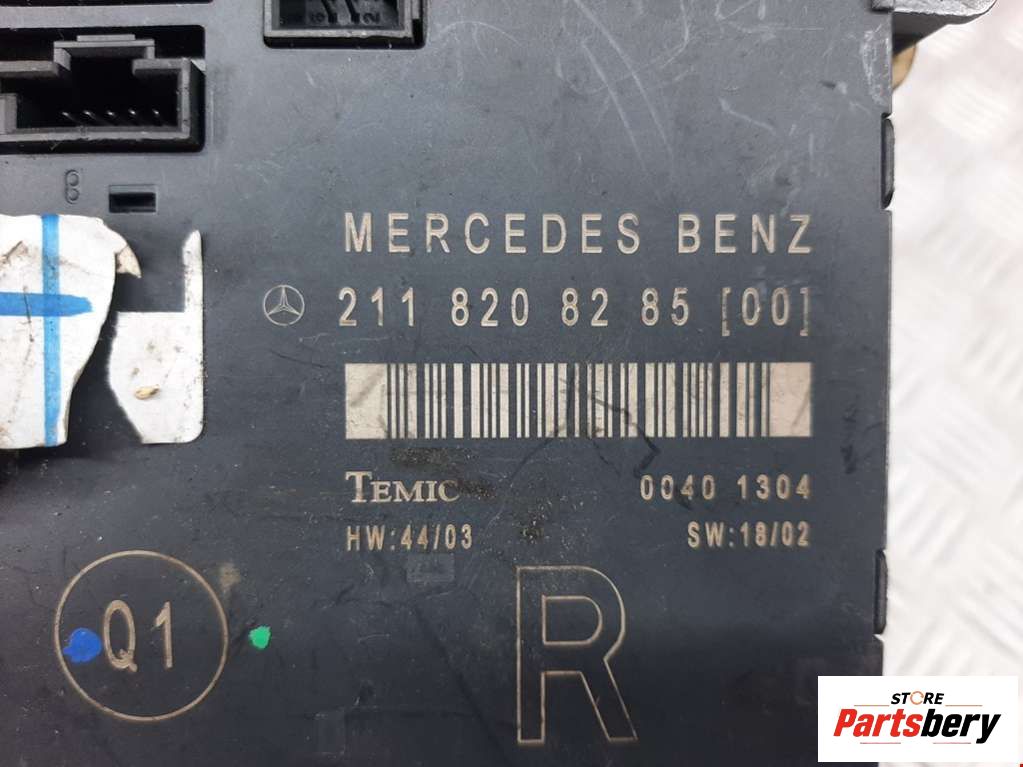 MERCEDES BENZ
211 820 82 85 [00]
TEMIC
0040 1304
HW:44/03
SW:18/02
Q1
R
STORE
Partsbery